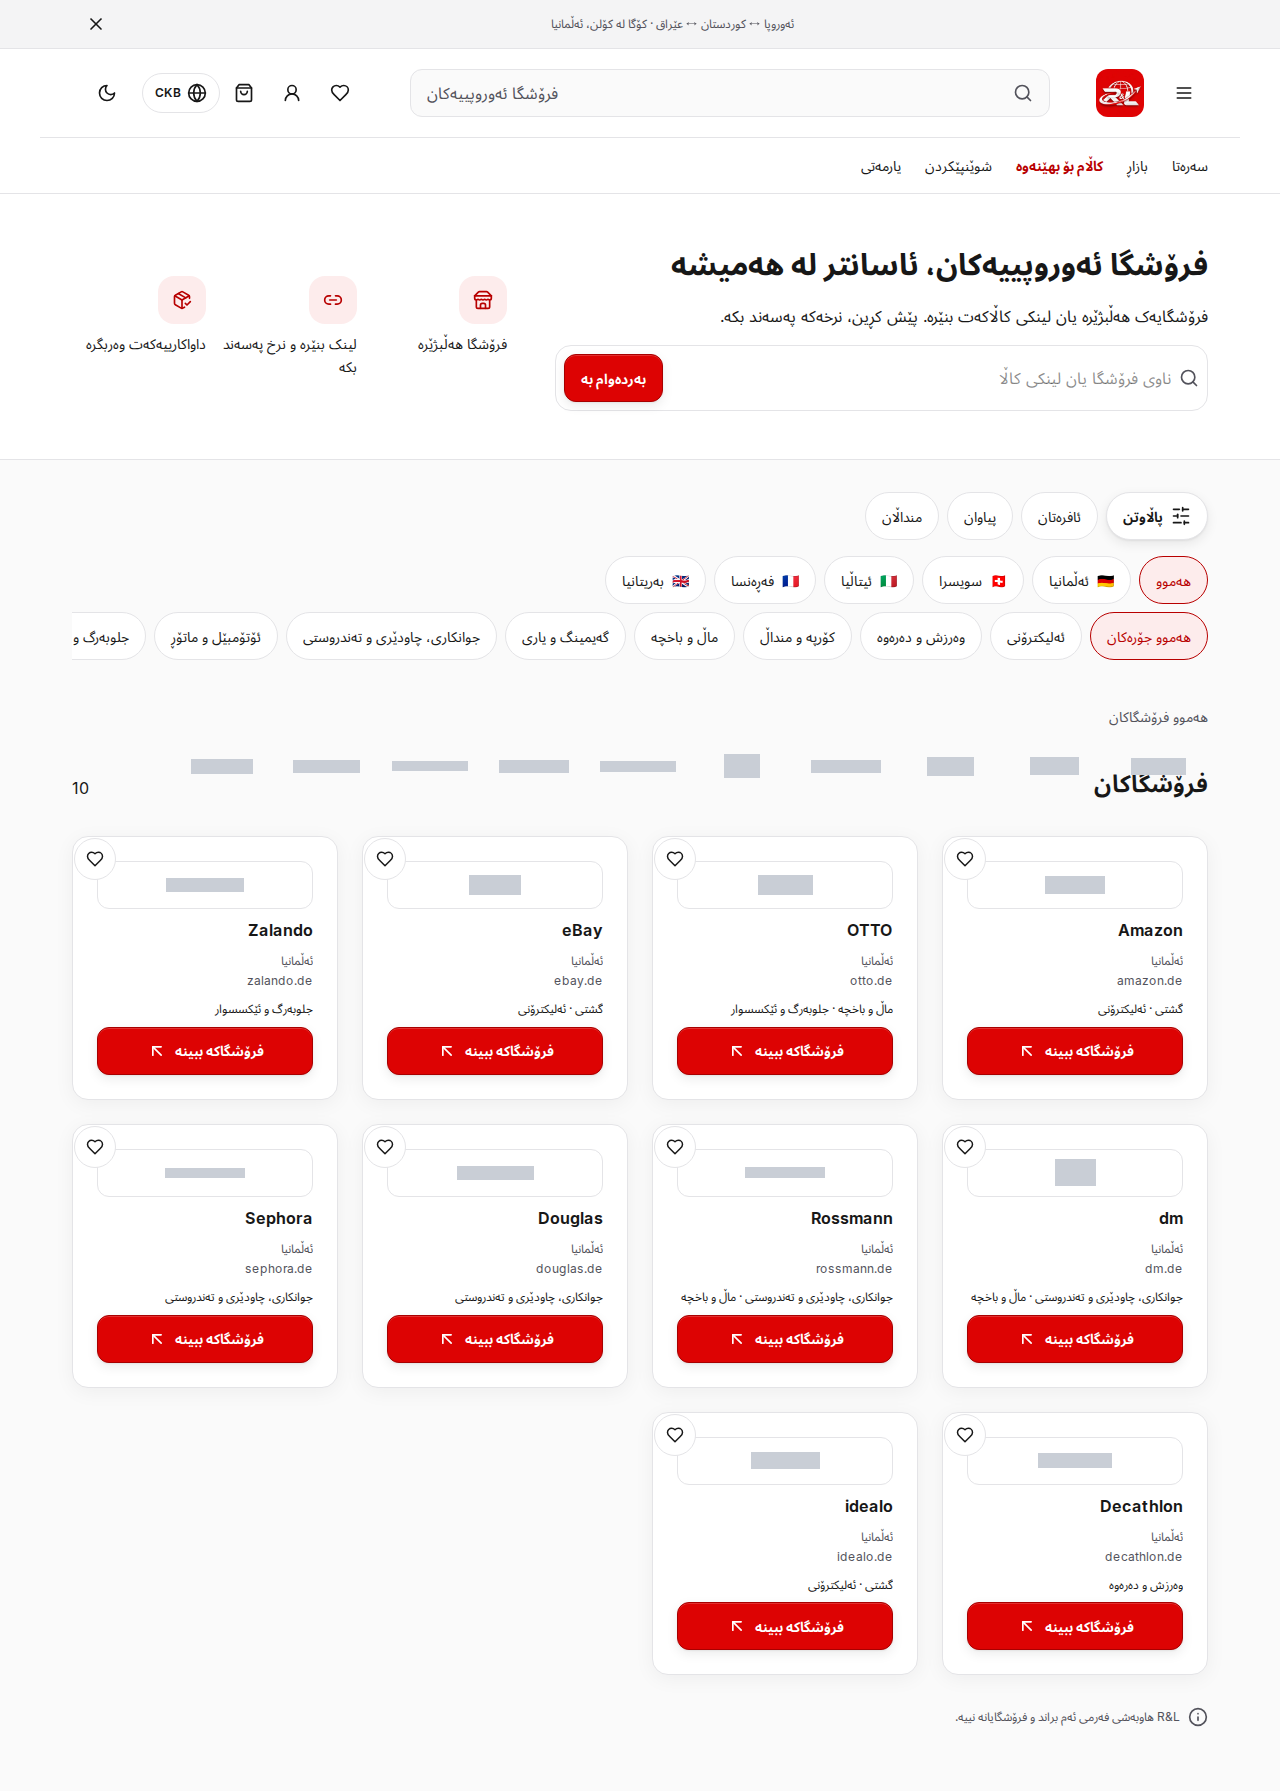 ئەوروپا ↔ کوردستان ↔ عێراق · کۆگا لە کۆلن، ئەڵمانیا
R&L
فرۆشگا ئەوروپییەکان
CKB
سەرەتا
بازاڕ
کاڵام بۆ بهێنەوە
شوێنپێکردن
یارمەتی
فرۆشگا ئەوروپییەکان، ئاسانتر لە هەمیشە
فرۆشگایەک هەڵبژێرە یان لینکی کاڵاکەت بنێرە. پێش کڕین، نرخەکە پەسەند بکە.
ناوی فرۆشگا یان لینکی کاڵا
بەردەوام بە
فرۆشگا هەڵبژێرە
لینک بنێرە و نرخ پەسەند
بکە
داواکارییەکەت وەربگرە
پاڵاوتن
ئافرەتان
پیاوان
منداڵان
هەموو
ئەڵمانیا
سویسرا
ئیتاڵیا
فەڕەنسا
بەریتانیا
هەموو جۆرەکان
ئەلیکترۆنی
وەرزش و دەرەوە
کۆرپە و منداڵ
ماڵ و باخچە
گەیمینگ و یاری
جوانکاری، چاودێری و تەندروستی
ئۆتۆمبێل و ماتۆڕ
جلوبەرگ و
هەموو فرۆشگاکان
فرۆشگاکان
10
Amazon
ئەڵمانیا
amazon.de
گشتی · ئەلیکترۆنی
فرۆشگاکە ببینە
OTTO
ئەڵمانیا
otto.de
ماڵ و باخچە · جلوبەرگ و ئێکسسوار
فرۆشگاکە ببینە
eBay
ئەڵمانیا
ebay.de
گشتی · ئەلیکترۆنی
فرۆشگاکە ببینە
Zalando
ئەڵمانیا
zalando.de
جلوبەرگ و ئێکسسوار
فرۆشگاکە ببینە
dm
ئەڵمانیا
dm.de
جوانکاری، چاودێری و تەندروستی · ماڵ و باخچە
فرۆشگاکە ببینە
Rossmann
ئەڵمانیا
rossmann.de
جوانکاری، چاودێری و تەندروستی · ماڵ و باخچە
فرۆشگاکە ببینە
Douglas
ئەڵمانیا
douglas.de
جوانکاری، چاودێری و تەندروستی
فرۆشگاکە ببینە
Sephora
ئەڵمانیا
sephora.de
جوانکاری، چاودێری و تەندروستی
فرۆشگاکە ببینە
Decathlon
ئەڵمانیا
decathlon.de
وەرزش و دەرەوە
فرۆشگاکە ببینە
idealo
ئەڵمانیا
idealo.de
گشتی · ئەلیکترۆنی
فرۆشگاکە ببینە
R&L هاوبەشی فەرمی ئەم براند و فرۆشگایانە نییە.